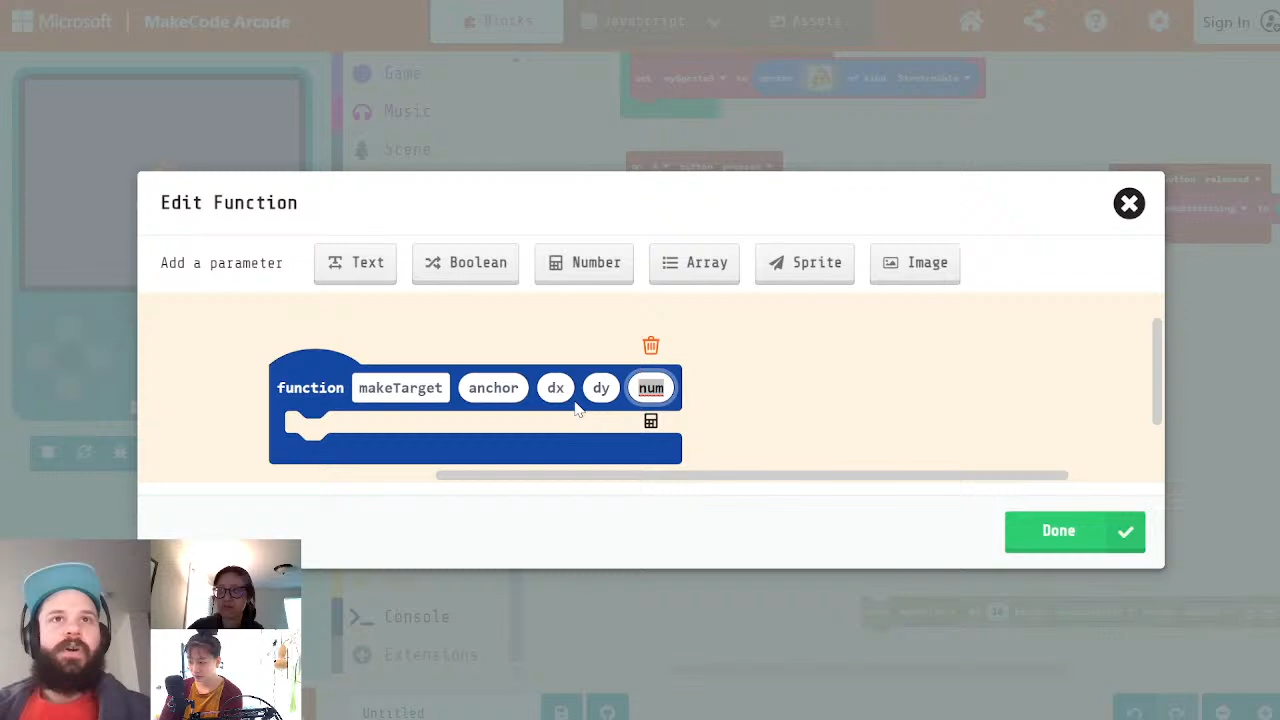 Microsoft MakeCode Arcade Blocks JavaScript Assets Sign In
Game
Music
Scene
Edit Function
Add a parameter Text Boolean Number Array Sprite Image
function makeTarget anchor dx dy num
Done
Console
Extensions
Untitled